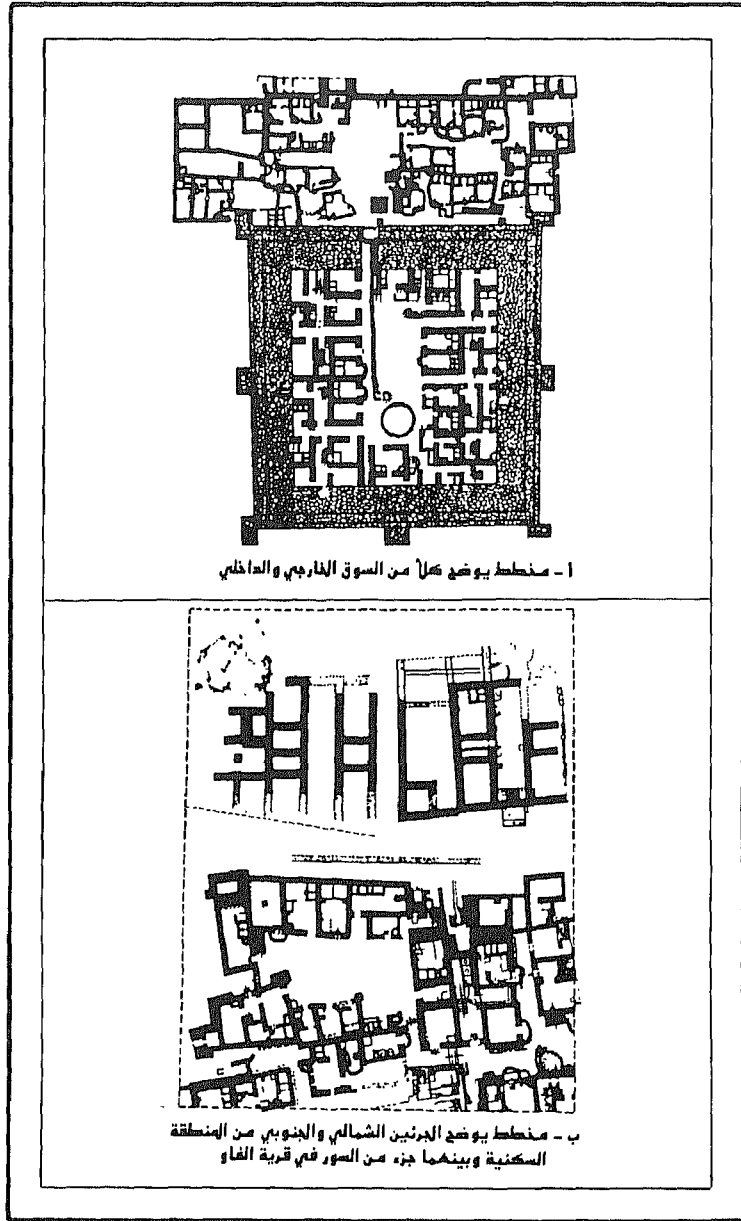 أ - مخطط يوضح كلاً من السوق الخارجي والداخلي
ب - مخطط يوضح الجزئين الشمالي والجنوبي من المنطقة
السكنية وبينهما جزء من السور في قرية الفاو